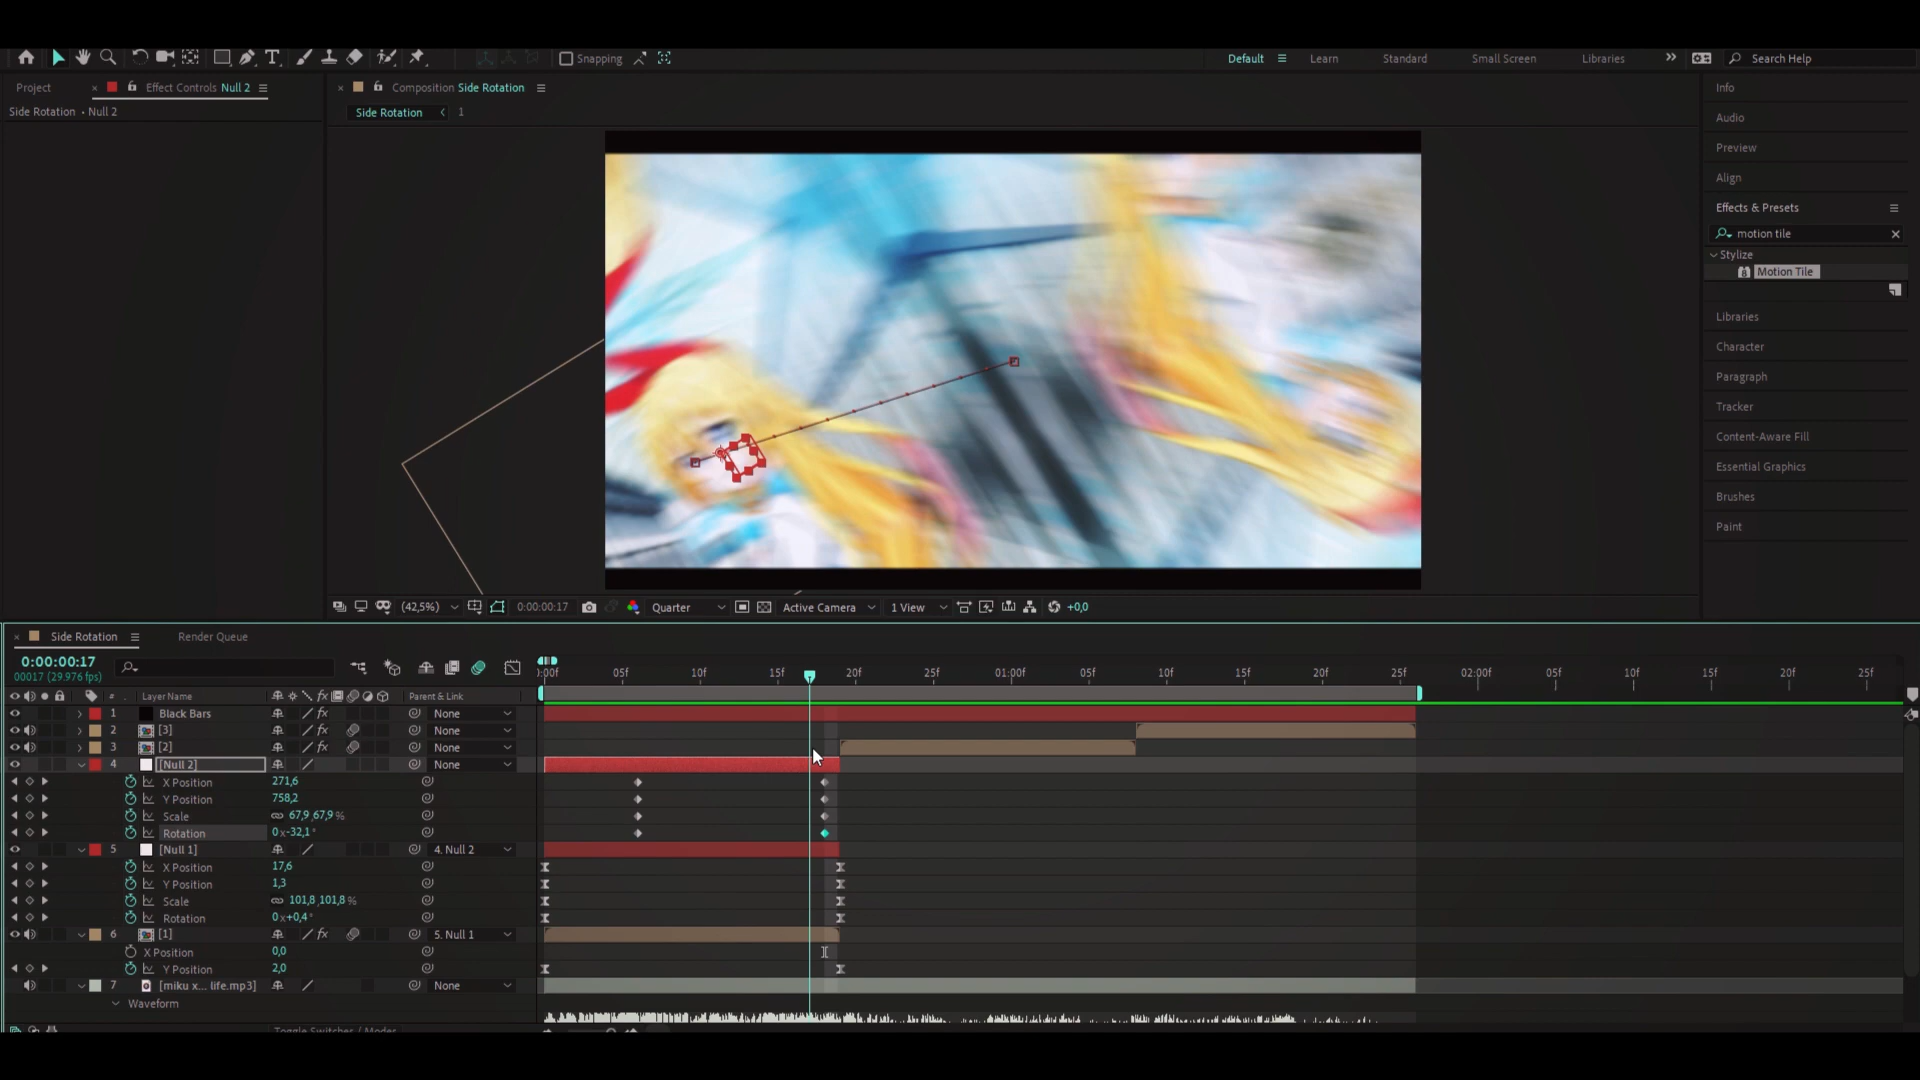 Snapping
Default
Learn
Standard
Small Screen
Libraries
Search Help
Project
Effect Controls Null 2
Composition Side Rotation
Info
Side Rotation • Null 2
Side Rotation
1
Audio
Preview
Align
Effects & Presets
motion tile
Stylize
Motion Tile
Libraries
Character
Paragraph
Tracker
Content-Aware Fill
Essential Graphics
Brushes
Paint
(42,5%)
0:00:00:17
Quarter
Active Camera
1 View
+0,0
Side Rotation
Render Queue
0:00:00:17
00017 (29.976 fps)
):00f 05f 10f 15f 20f 25f 01:00f 05f 10f 15f 20f 25f 02:00f 05f 10f 15f 20f 25f
# Layer Name fx Parent & Link
1 Black Bars fx None
2 [3] fx None
3 [2] fx None
4 [Null 2] None
X Position 271,6
Y Position 758,2
Scale 67,9,67,9 %
Rotation 0x-32,1°
5 [Null 1] 4. Null 2
X Position 17,6
Y Position 1,3
Scale 101,8,101,8 %
Rotation 0x+0,4°
6 [1] fx 5. Null 1
X Position 0,0
Y Position 2,0
7 [miku x... life.mp3] None
Waveform
Toggle Switches / Modes